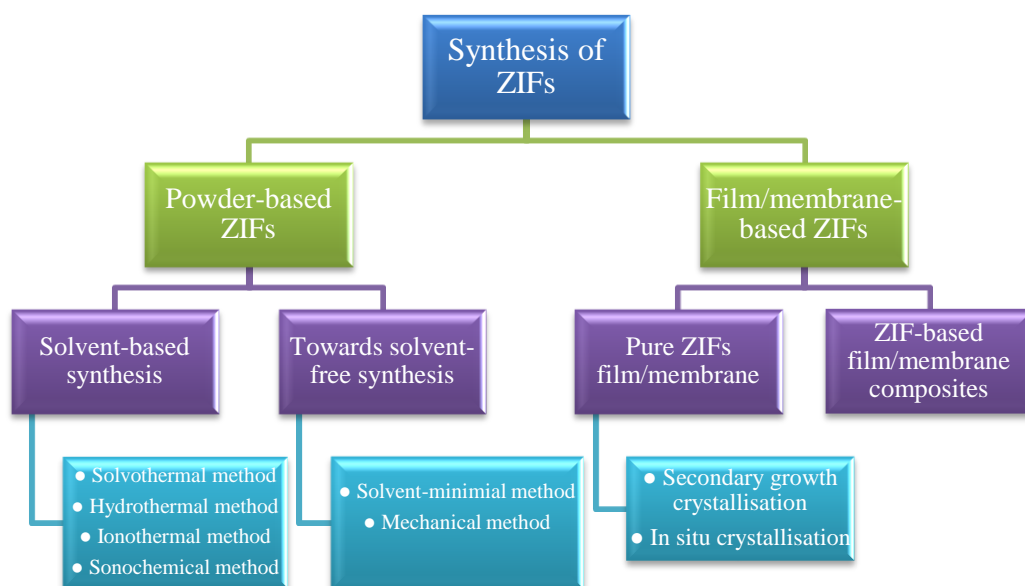 Synthesis of
ZIFs
Powder-based
ZIFs
Film/membrane-
based ZIFs
Solvent-based
synthesis
Towards solvent-
free synthesis
Pure ZIFs
film/membrane
ZIF-based
film/membrane
composites
● Solvothermal method
● Hydrothermal method
● Ionothermal method
● Sonochemical method
● Solvent-minimial method
● Mechanical method
● Secondary growth
crystallisation
● In situ crystallisation